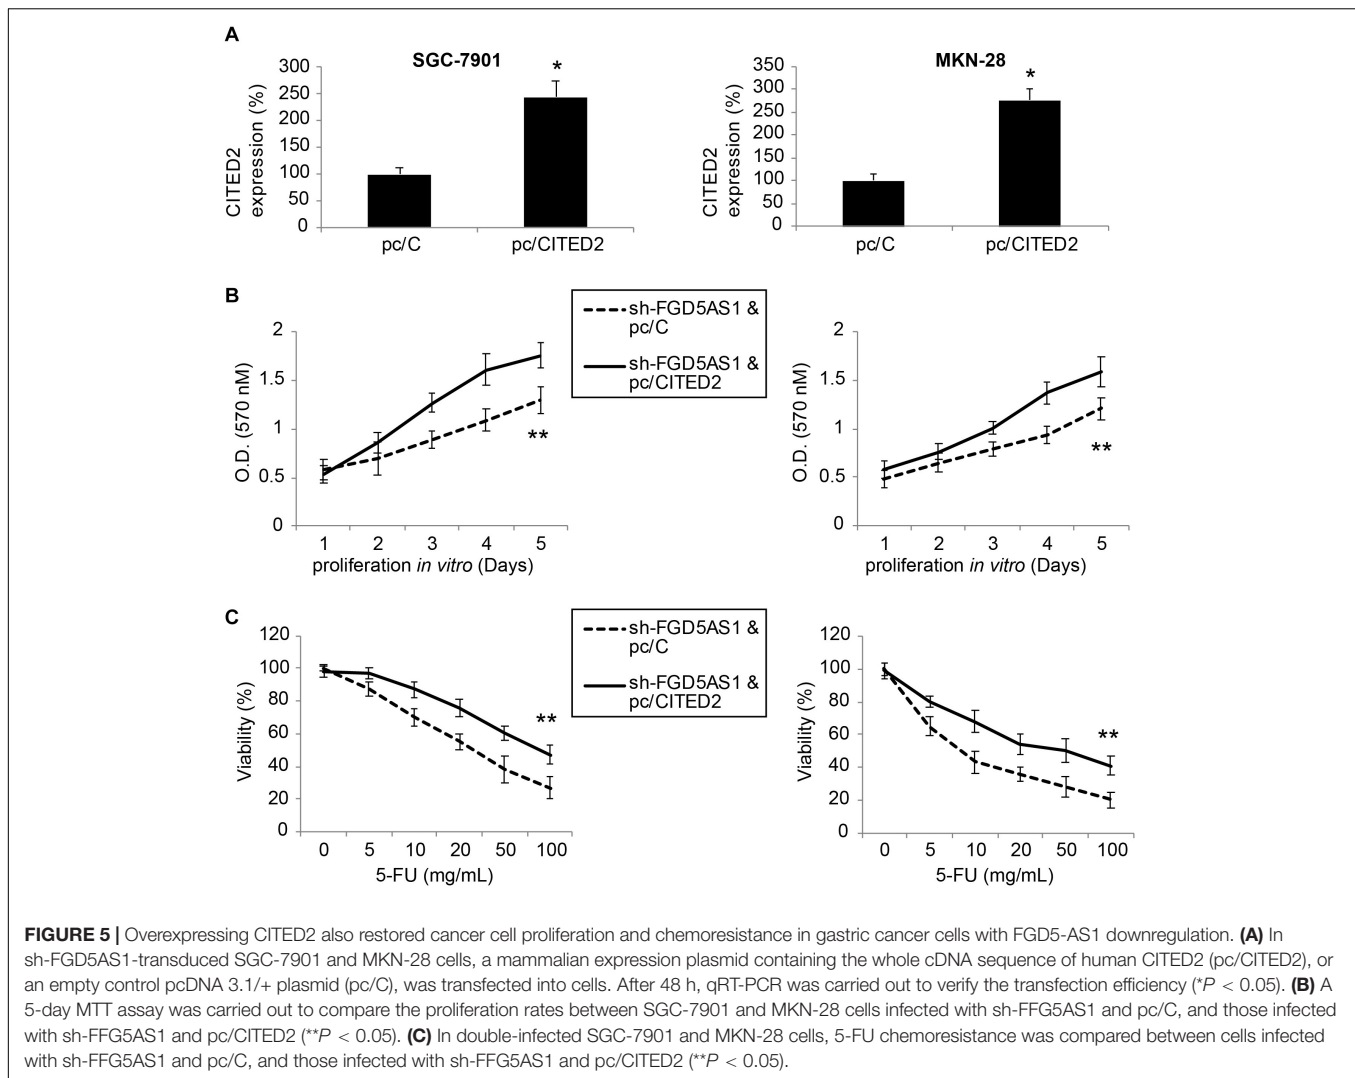 A
SGC-7901
300
250
200
150
100
50
0
CITED2
expression (%)
*
pc/C
pc/CITED2
MKN-28
350
300
250
200
150
100
50
0
CITED2
expression (%)
*
pc/C
pc/CITED2
B
sh-FGD5AS1 &
pc/C
sh-FGD5AS1 &
pc/CITED2
2
1.5
1
0.5
0
O.D. (570 nM)
**
1 2 3 4 5
proliferation in vitro (Days)
2
1.5
1
0.5
0
O.D. (570 nM)
**
1 2 3 4 5
proliferation in vitro (Days)
C
sh-FGD5AS1 &
pc/C
sh-FGD5AS1 &
pc/CITED2
120
100
80
60
40
20
0
Viability (%)
**
0 5 10 20 50 100
5-FU (mg/mL)
120
100
80
60
40
20
0
Viability (%)
**
0 5 10 20 50 100
5-FU (mg/mL)
FIGURE 5 | Overexpressing CITED2 also restored cancer cell proliferation and chemoresistance in gastric cancer cells with FGD5-AS1 downregulation. (A) In
sh-FGD5AS1-transduced SGC-7901 and MKN-28 cells, a mammalian expression plasmid containing the whole cDNA sequence of human CITED2 (pc/CITED2), or
an empty control pcDNA 3.1/+ plasmid (pc/C), was transfected into cells. After 48 h, qRT-PCR was carried out to verify the transfection efficiency (*P < 0.05). (B) A
5-day MTT assay was carried out to compare the proliferation rates between SGC-7901 and MKN-28 cells infected with sh-FFG5AS1 and pc/C, and those infected
with sh-FFG5AS1 and pc/CITED2 (**P < 0.05). (C) In double-infected SGC-7901 and MKN-28 cells, 5-FU chemoresistance was compared between cells infected
with sh-FFG5AS1 and pc/C, and those infected with sh-FFG5AS1 and pc/CITED2 (**P < 0.05).